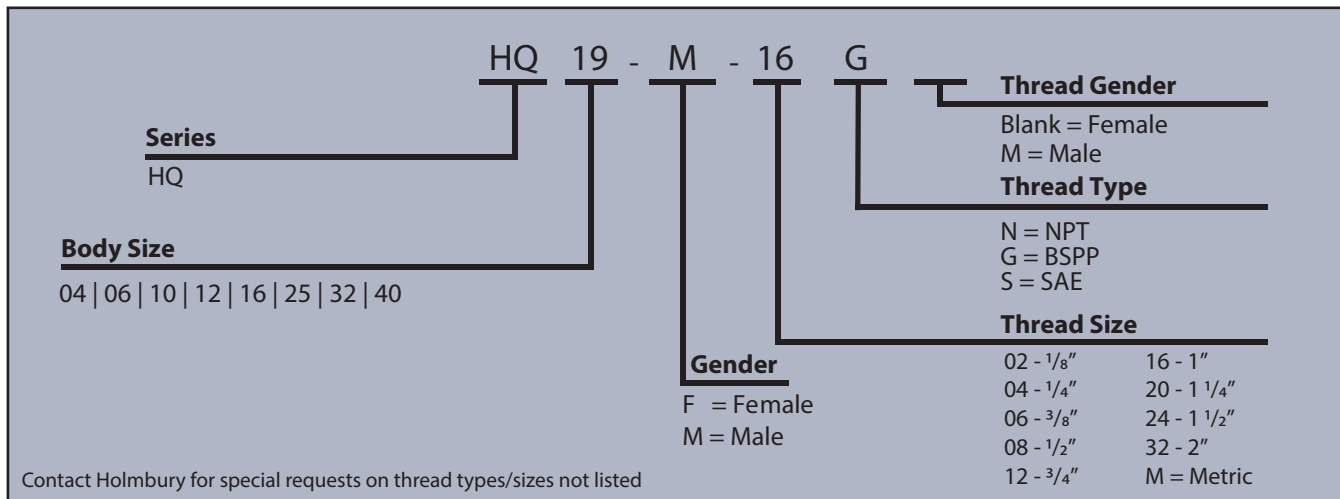 HQ 19 - M - 16 G
Thread Gender
Blank = Female
M = Male
Series
HQ
Thread Type
N = NPT
G = BSPP
S = SAE
Body Size
04 | 06 | 10 | 12 | 16 | 25 | 32 | 40
Thread Size
02 - 1/8" 16 - 1"
04 - 1/4" 20 - 1 1/4"
06 - 3/8" 24 - 1 1/2"
08 - 1/2" 32 - 2"
12 - 3/4" M = Metric
Gender
F = Female
M = Male
Contact Holmbury for special requests on thread types/sizes not listed